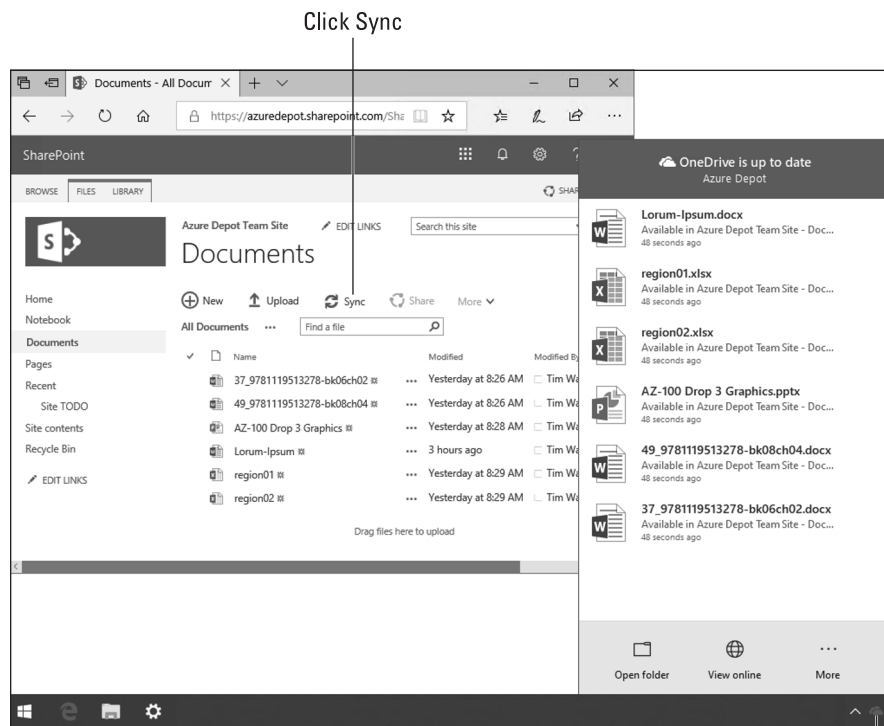 Click Sync
Documents - All Docum
https://azuredepot.sharepoint.com/Sha
SharePoint
BROWSE FILES LIBRARY
SHAR
Azure Depot Team Site EDIT LINKS Search this site
Documents
S
New Upload Sync Share More
All Documents ... Find a file
Name Modified Modified By
37_9781119513278-bk06ch02 ... Yesterday at 8:26 AM Tim Wa
49_9781119513278-bk08ch04 ... Yesterday at 8:26 AM Tim Wa
AZ-100 Drop 3 Graphics ... Yesterday at 8:28 AM Tim Wa
Lorum-Ipsum ... 3 hours ago Tim Wa
region01 ... Yesterday at 8:29 AM Tim Wa
region02 ... Yesterday at 8:29 AM Tim Wa
Drag files here to upload
Home
Notebook
Documents
Pages
Recent
Site TODO
Site contents
Recycle Bin
EDIT LINKS
OneDrive is up to date
Azure Depot
Lorum-Ipsum.docx
Available in Azure Depot Team Site - Doc...
48 seconds ago
region01.xlsx
Available in Azure Depot Team Site - Doc...
48 seconds ago
region02.xlsx
Available in Azure Depot Team Site - Doc...
48 seconds ago
AZ-100 Drop 3 Graphics.pptx
Available in Azure Depot Team Site - Doc...
48 seconds ago
49_9781119513278-bk08ch04.docx
Available in Azure Depot Team Site - Doc...
48 seconds ago
37_9781119513278-bk06ch02.docx
Available in Azure Depot Team Site - Doc...
48 seconds ago
Open folder View online More